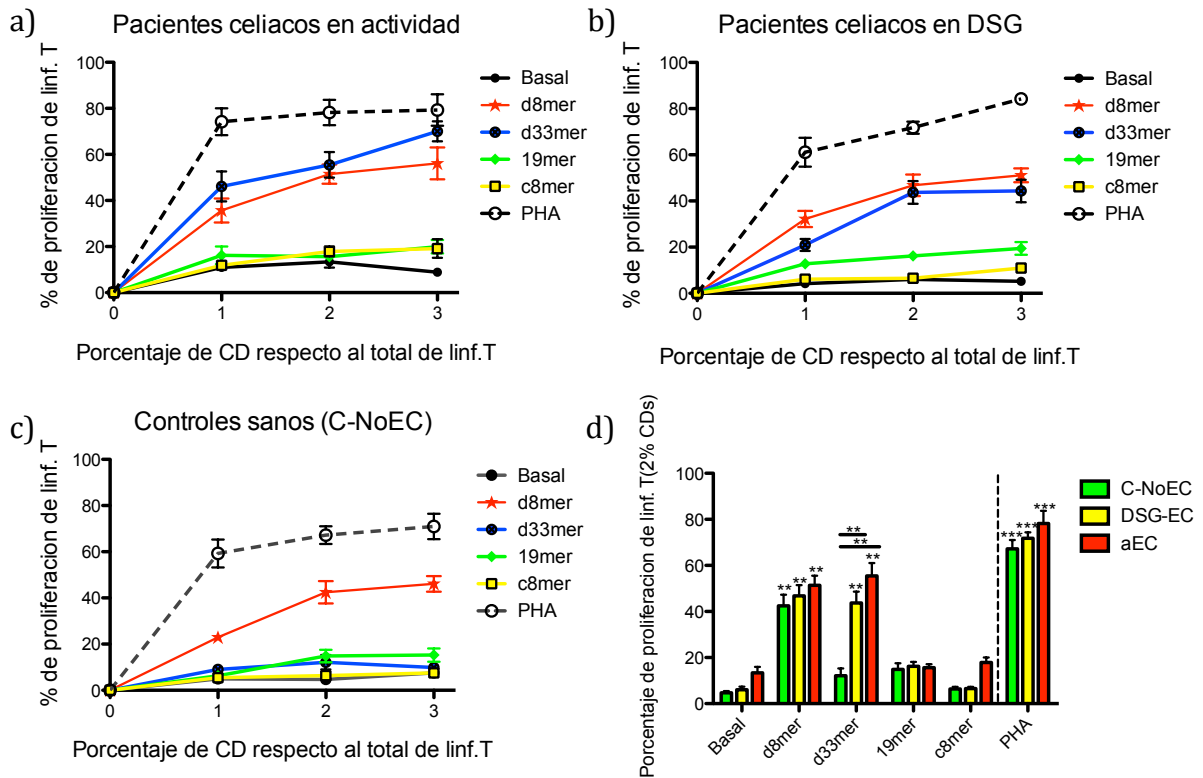 a)
Pacientes celiacos en actividad
% de proliferacion de linf. T
100
80
60
40
20
0
0
1
2
3
Porcentaje de CD respecto al total de linf.T
Basal
d8mer
d33mer
19mer
c8mer
PHA
b)
Pacientes celiacos en DSG
% de proliferacion de linf. T
100
80
60
40
20
0
0
1
2
3
Porcentaje de CD respecto al total de linf.T
Basal
d8mer
d33mer
19mer
c8mer
PHA
c)
Controles sanos (C-NoEC)
% de proliferacion de linf. T
100
80
60
40
20
0
0
1
2
3
Porcentaje de CD respecto al total de linf.T
Basal
d8mer
d33mer
19mer
c8mer
PHA
d)
Porcentaje de proliferacion de linf. T(2% CDs)
100
80
60
40
20
0
** ** **
**
**
** **
*** *** ***
Basal
d8mer
d33mer
19mer
c8mer
PHA
C-NoEC
DSG-EC
aEC